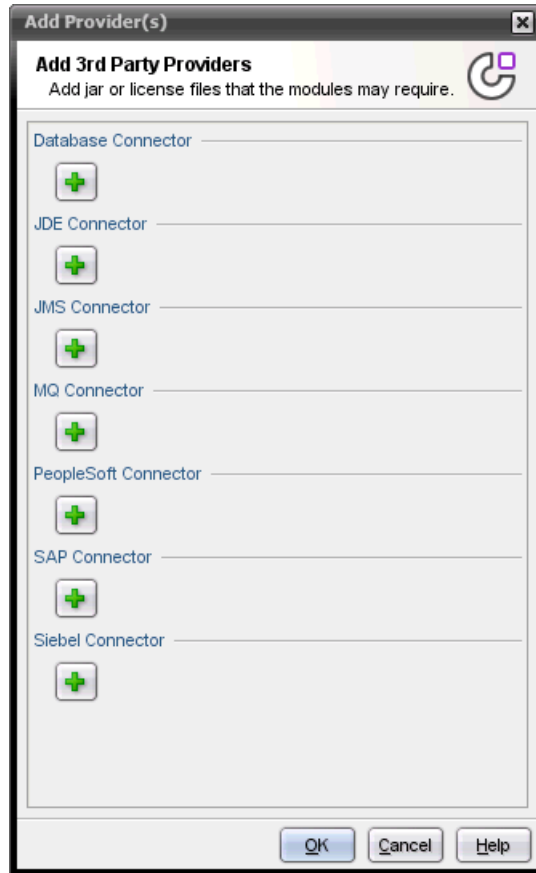 Add Provider(s)
Add 3rd Party Providers
Add jar or license files that the modules may require.
Database Connector
JDE Connector
JMS Connector
MQ Connector
PeopleSoft Connector
SAP Connector
Siebel Connector
OK Cancel Help